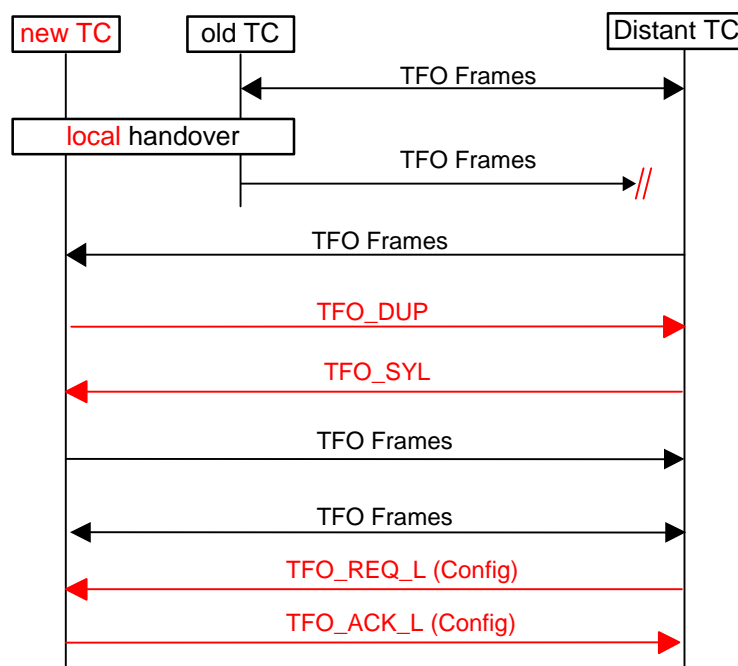 new TC
old TC
Distant TC
TFO Frames
local handover
TFO Frames
TFO Frames
TFO_DUP
TFO_SYL
TFO Frames
TFO Frames
TFO_REQ_L (Config)
TFO_ACK_L (Config)